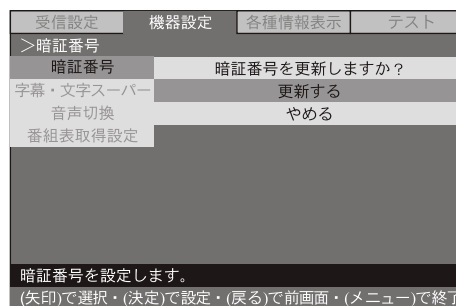 受信設定 機器設定 各種情報表示 テスト
＞暗証番号
暗証番号 暗証番号を更新しますか？
字幕・文字スーパー 更新する
音声切換 やめる
番組表取得設定
暗証番号を設定します。
(矢印)で選択・(決定)で設定・(戻る)で前画面・(メニュー)で終了